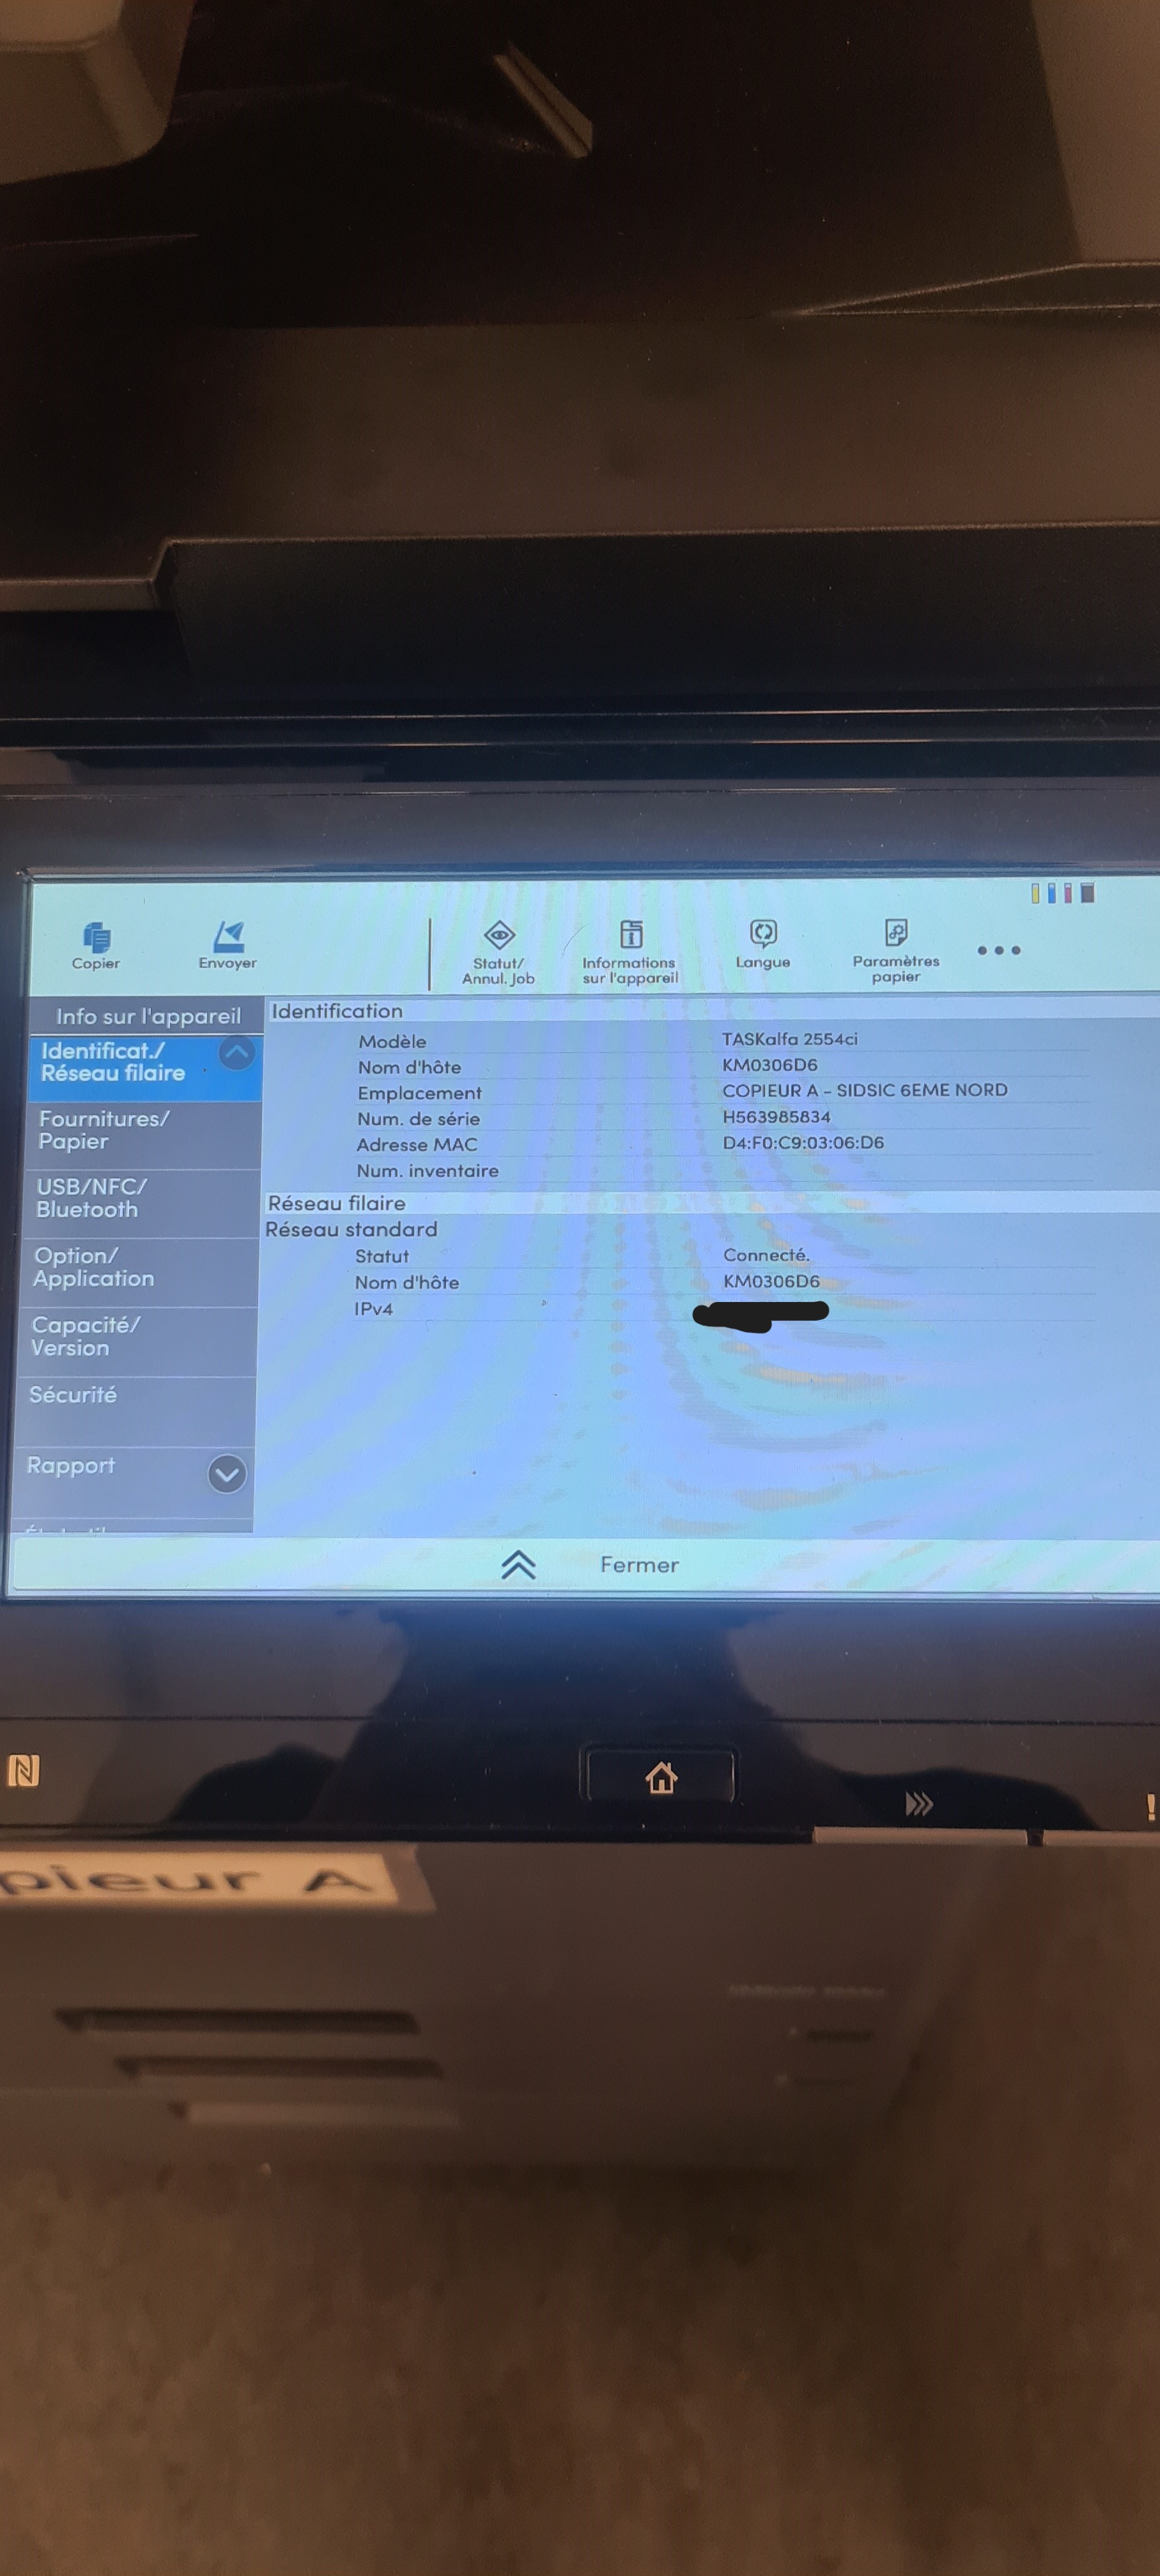 Copier
Envoyer
Statut/
Annul. Job
Informations
sur l'appareil
Langue
Paramètres
papier
Info sur l'appareil
Identificat./
Réseau filaire
Fournitures/
Papier
USB/NFC/
Bluetooth
Option/
Application
Capacité/
Version
Sécurité
Rapport
Identification
Modèle TASKalfa 2554ci
Nom d'hôte KM0306D6
Emplacement COPIEUR A - SIDSIC 6EME NORD
Num. de série H563985834
Adresse MAC D4:F0:C9:03:06:D6
Num. inventaire
Réseau filaire
Réseau standard
Statut Connecté.
Nom d'hôte KM0306D6
IPv4
Fermer
pieur A